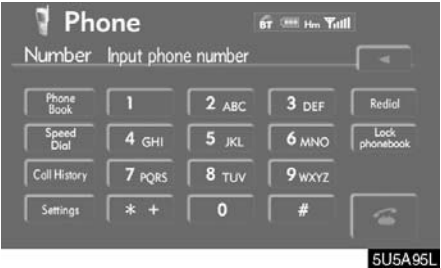 Phone BT Hm
Number Input phone number
Phone Book 1 2 ABC 3 DEF Redial
Speed Dial 4 GHI 5 JKL 6 MNO Lock phonebook
Call History 7 PQRS 8 TUV 9 WXYZ
Settings * + 0 #
5U5A95L